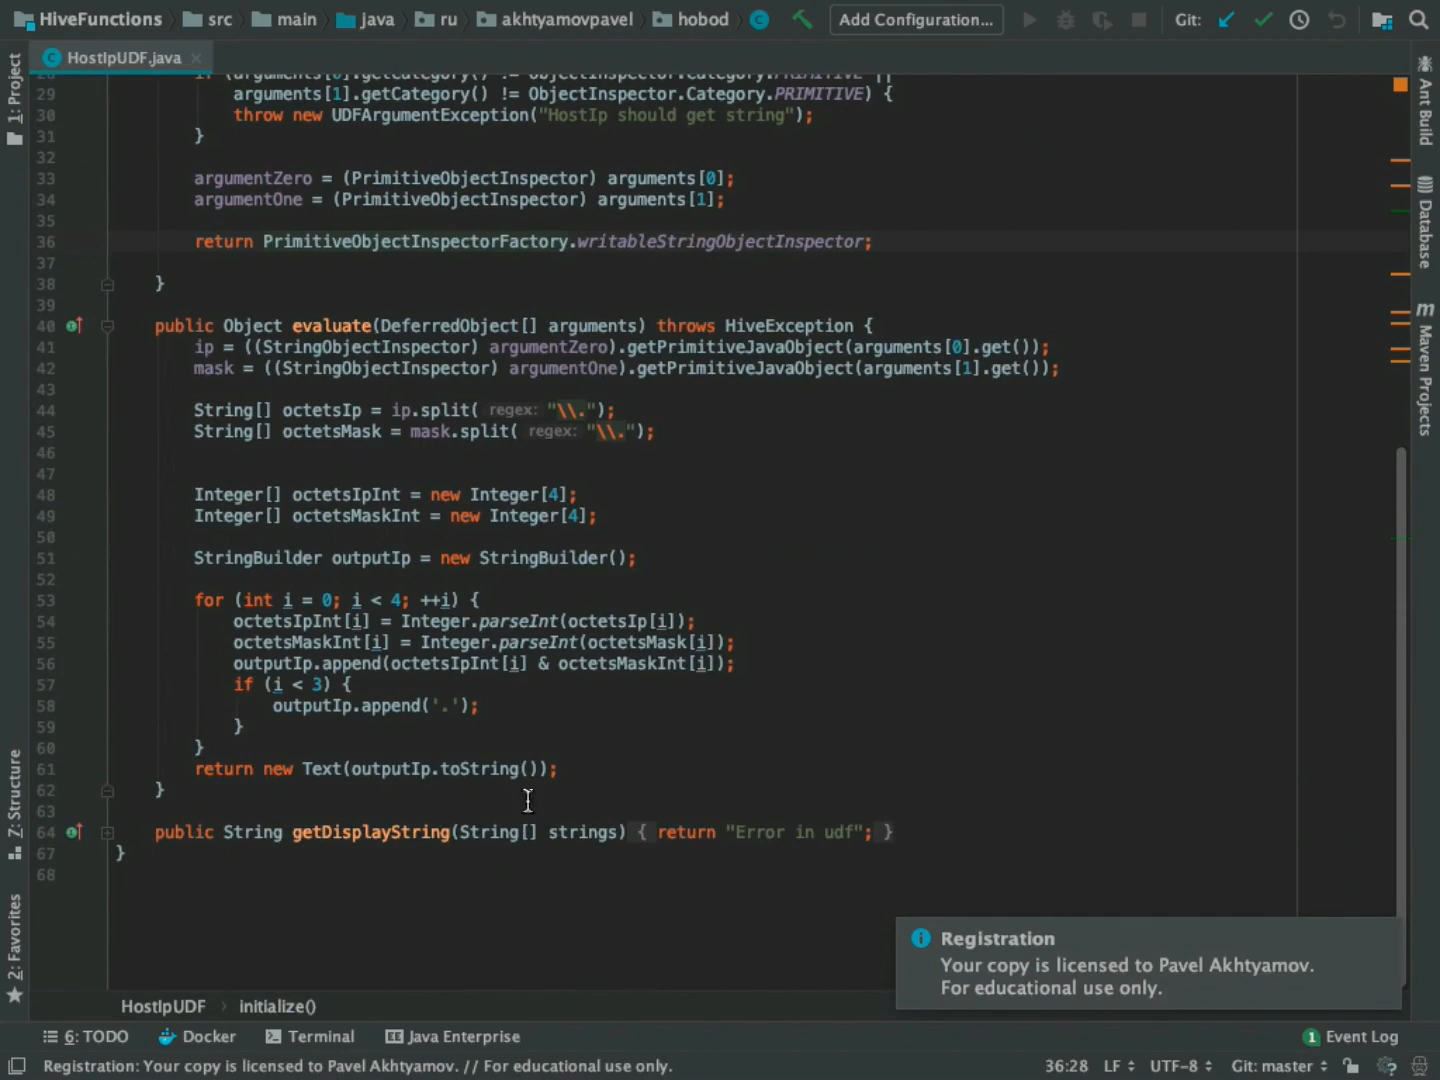 HiveFunctions src main java ru akhtyamovpavel hobod C Add Configuration... Git:
C HostIpUDF.java
1: Project
28 if (arguments[0].getCategory() != ObjectInspector.Category.PRIMITIVE ||
29 arguments[1].getCategory() != ObjectInspector.Category.PRIMITIVE) {
30 throw new UDFArgumentException("HostIp should get string");
31 }
32
33 argumentZero = (PrimitiveObjectInspector) arguments[0];
34 argumentOne = (PrimitiveObjectInspector) arguments[1];
35
36 return PrimitiveObjectInspectorFactory.writableStringObjectInspector;
37
38 }
39
40 public Object evaluate(DeferredObject[] arguments) throws HiveException {
41 ip = ((StringObjectInspector) argumentZero).getPrimitiveJavaObject(arguments[0].get());
42 mask = ((StringObjectInspector) argumentOne).getPrimitiveJavaObject(arguments[1].get());
43
44 String[] octetsIp = ip.split( regex: "\\.");
45 String[] octetsMask = mask.split( regex: "\\.");
46
47
48 Integer[] octetsIpInt = new Integer[4];
49 Integer[] octetsMaskInt = new Integer[4];
50
51 StringBuilder outputIp = new StringBuilder();
52
53 for (int i = 0; i < 4; ++i) {
54 octetsIpInt[i] = Integer.parseInt(octetsIp[i]);
55 octetsMaskInt[i] = Integer.parseInt(octetsMask[i]);
56 outputIp.append(octetsIpInt[i] & octetsMaskInt[i]);
57 if (i < 3) {
58 outputIp.append('.');
59 }
60 }
61 return new Text(outputIp.toString());
62 }
63
64 public String getDisplayString(String[] strings) { return "Error in udf"; }
67 }
68
Ant Build
Database
m Maven Projects
7: Structure
2: Favorites
Registration
Your copy is licensed to Pavel Akhtyamov.
For educational use only.
HostIpUDF › initialize()
6: TODO Docker Terminal Java Enterprise 1 Event Log
Registration: Your copy is licensed to Pavel Akhtyamov. // For educational use only. 36:28 LF UTF-8 Git: master